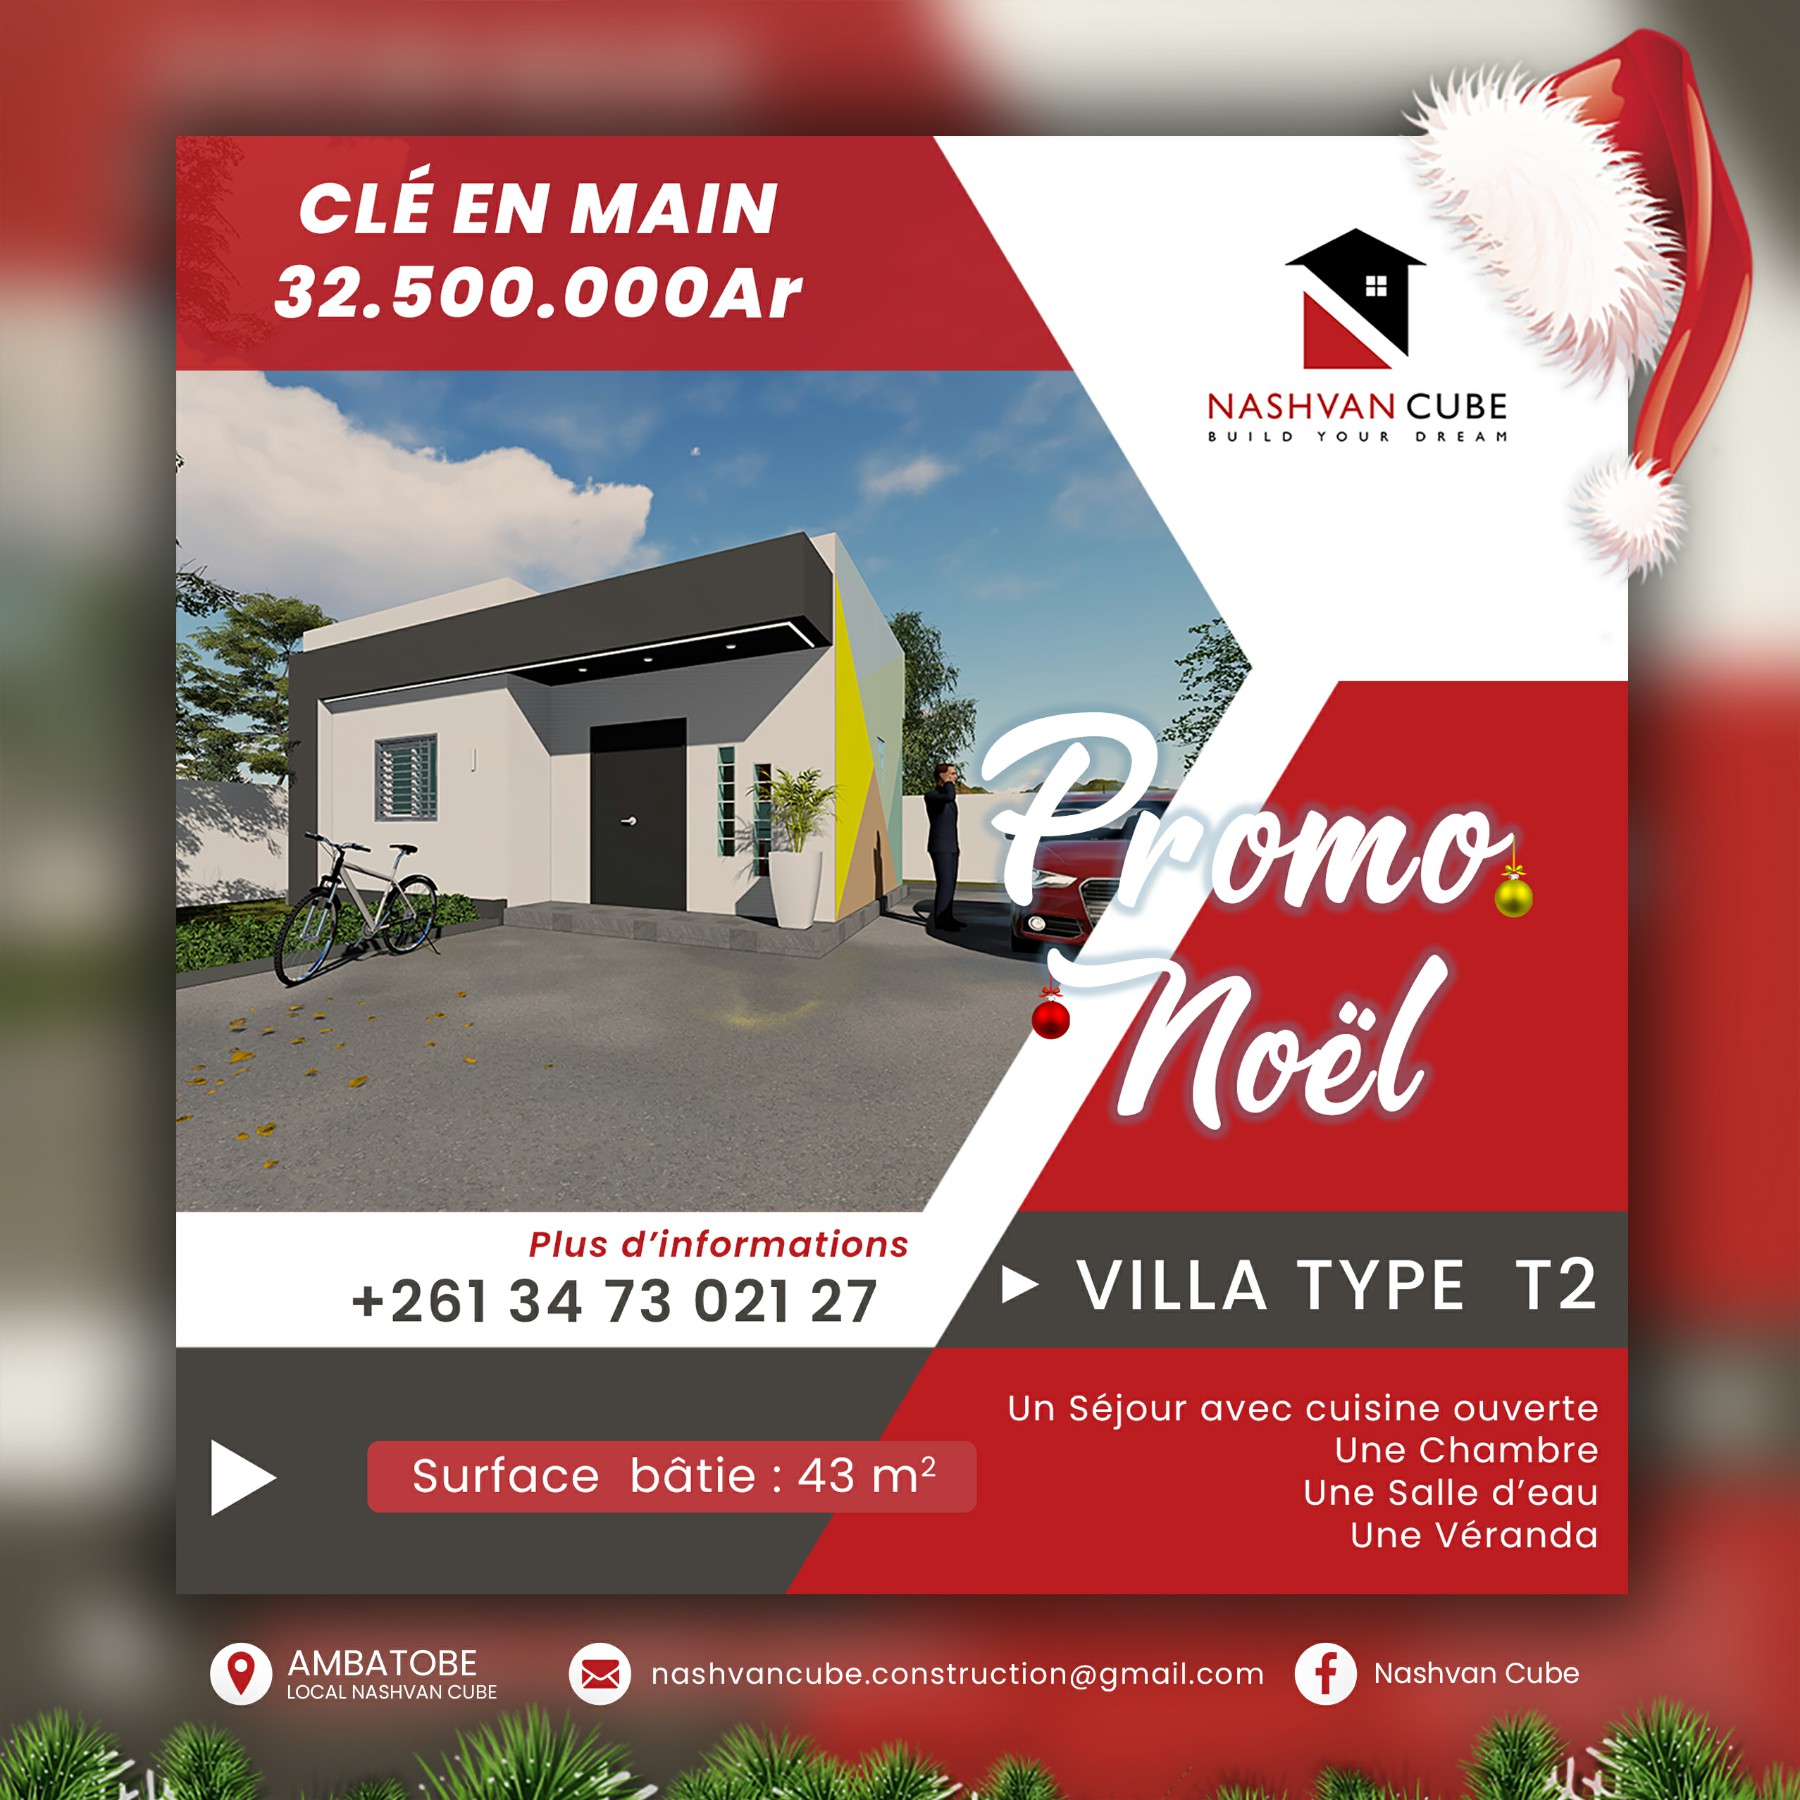 CLÉ EN MAIN
32.500.000Ar
NASHVAN CUBE
BUILD YOUR DREAM
Promo
Noël
Plus d'informations
+261 34 73 021 27
VILLA TYPE T2
Surface bâtie : 43 m²
Un Séjour avec cuisine ouverte
Une Chambre
Une Salle d'eau
Une Véranda
AMBATOBE
LOCAL NASHVAN CUBE
nashvancube.construction@gmail.com
Nashvan Cube